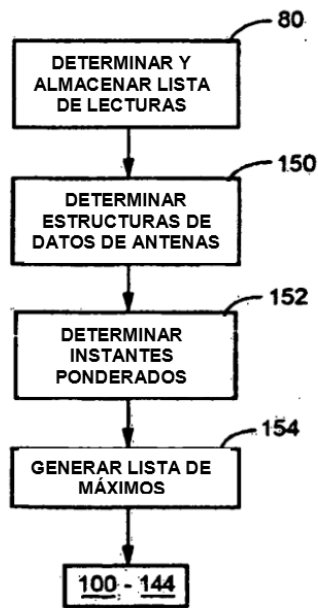 80
DETERMINAR Y
ALMACENAR LISTA
DE LECTURAS
150
DETERMINAR
ESTRUCTURAS DE
DATOS DE ANTENAS
152
DETERMINAR
INSTANTES
PONDERADOS
154
GENERAR LISTA DE
MÁXIMOS
100 - 144